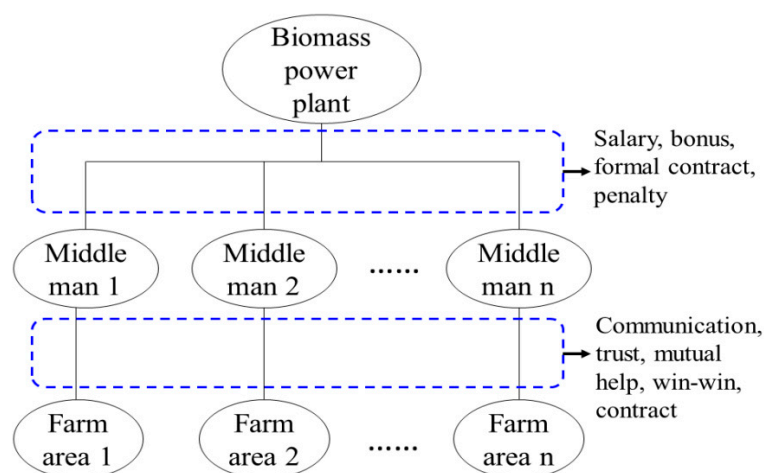 Biomass
power
plant
Salary, bonus,
formal contract,
penalty
Middle
man 1
Middle
man 2
......
Middle
man n
Communication,
trust, mutual
help, win-win,
contract
Farm
area 1
Farm
area 2
......
Farm
area n